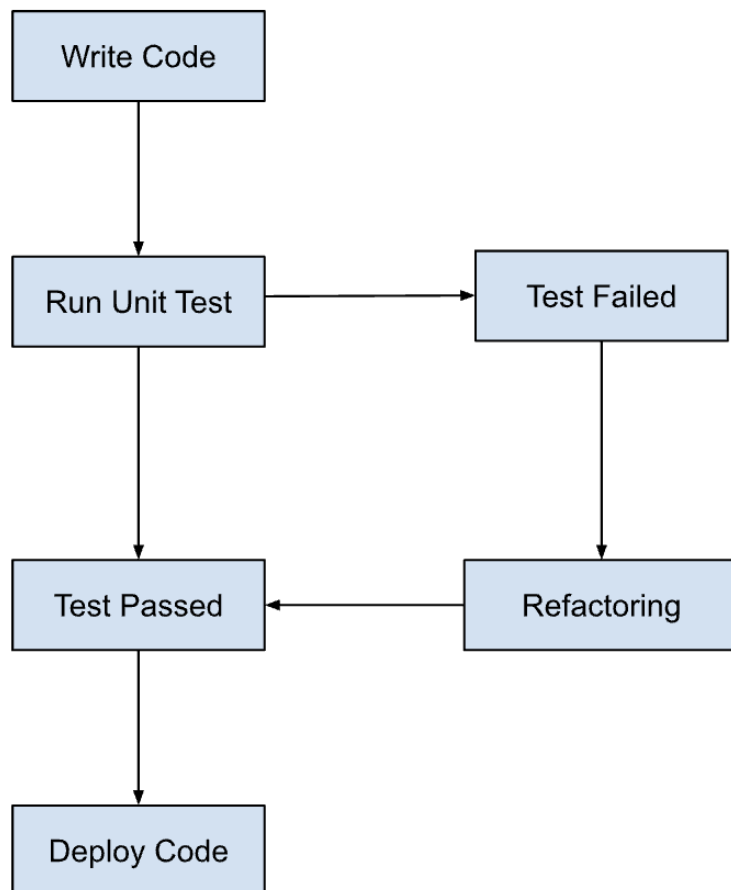 Write Code
Run Unit Test
Test Failed
Test Passed
Refactoring
Deploy Code